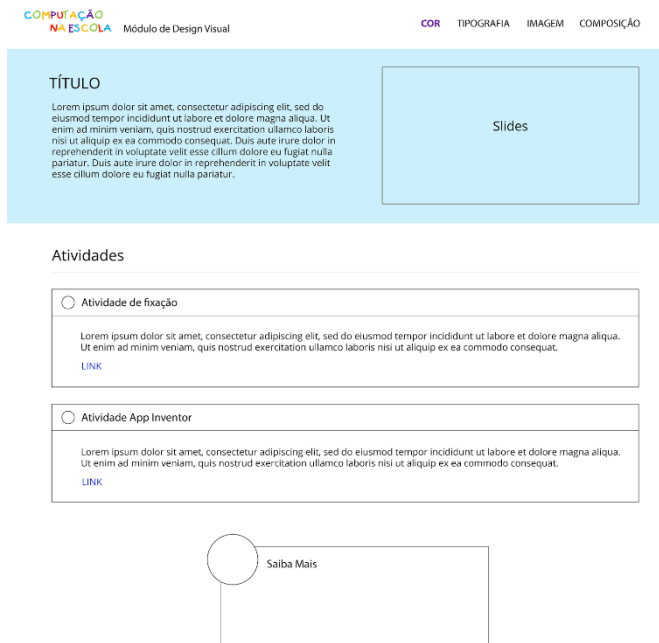 COMPUTAÇÃO
NA ESCOLA
Módulo de Design Visual
COR TIPOGRAFIA IMAGEM COMPOSIÇÃO
TÍTULO
Lorem ipsum dolor sit amet, consectetur adipiscing elit, sed do
eiusmod tempor incididunt ut labore et dolore magna aliqua. Ut
enim ad minim veniam, quis nostrud exercitation ullamco laboris
nisi ut aliquip ex ea commodo consequat. Duis aute irure dolor in
reprehenderit in voluptate velit esse cillum dolore eu fugiat nulla
pariatur. Duis aute irure dolor in reprehenderit in voluptate velit
esse cillum dolore eu fugiat nulla pariatur.
Slides
Atividades
Atividade de fixação
Lorem ipsum dolor sit amet, consectetur adipiscing elit, sed do eiusmod tempor incididunt ut labore et dolore magna aliqua.
Ut enim ad minim veniam, quis nostrud exercitation ullamco laboris nisi ut aliquip ex ea commodo consequat.
LINK
Atividade App Inventor
Lorem ipsum dolor sit amet, consectetur adipiscing elit, sed do eiusmod tempor incididunt ut labore et dolore magna aliqua.
Ut enim ad minim veniam, quis nostrud exercitation ullamco laboris nisi ut aliquip ex ea commodo consequat.
LINK
Saiba Mais